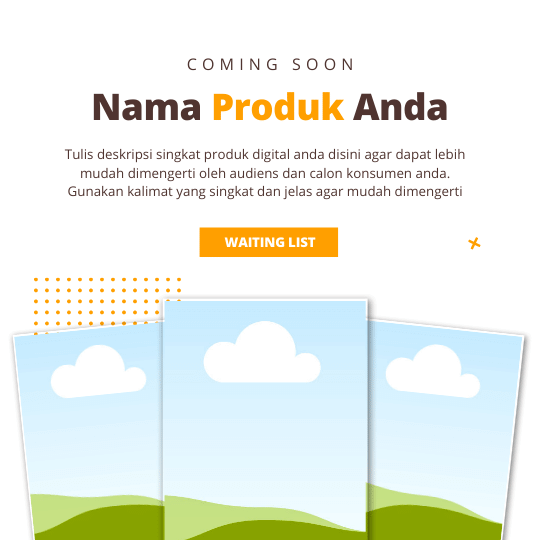 COMING SOON
Nama Produk Anda
Tulis deskripsi singkat produk digital anda disini agar dapat lebih
mudah dimengerti oleh audiens dan calon konsumen anda.
Gunakan kalimat yang singkat dan jelas agar mudah dimengerti
WAITING LIST